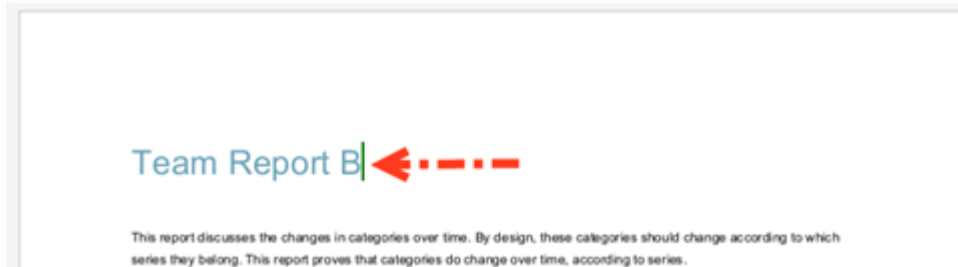 Team Report B
This report discusses the changes in categories over time. By design, these categories should change according to which
series they belong. This report proves that categories do change over time, according to series.